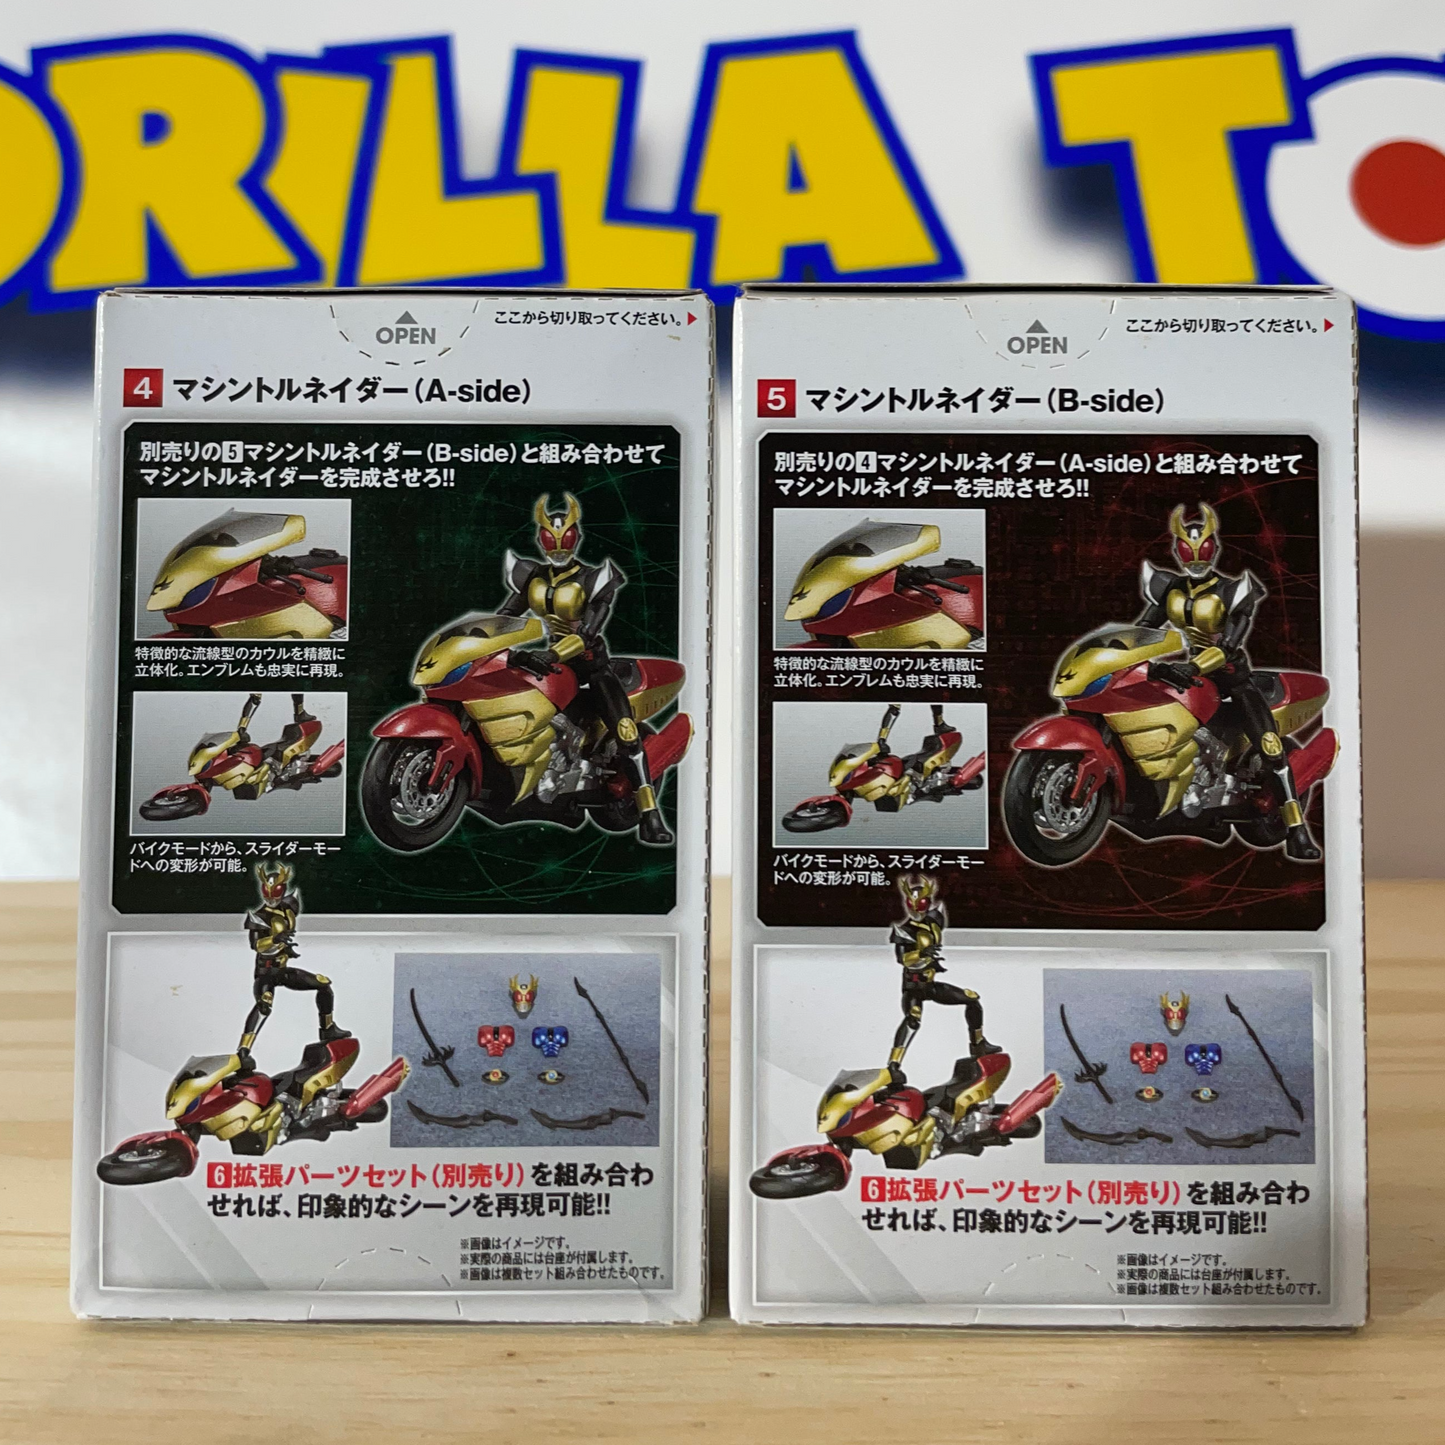 ORILLA TO
▲
OPEN
ここから切り取ってください。▶
4 マシントルネイダー(A-side)
別売りの5マシントルネイダー(B-side)と組み合わせて
マシントルネイダーを完成させろ!!
特徴的な流線型のカウルを精緻に
立体化。エンブレムも忠実に再現。
バイクモードから、スライダーモー
ドへの変形が可能。
6拡張パーツセット(別売り)を組み合わ
せれば、印象的なシーンを再現可能!!
※画像はイメージです。
※実際の商品には台座が付属します。
※画像は複数セット組み合わせたものです。
▲
OPEN
ここから切り取ってください。▶
5 マシントルネイダー(B-side)
別売りの4マシントルネイダー(A-side)と組み合わせて
マシントルネイダーを完成させろ!!
特徴的な流線型のカウルを精緻に
立体化。エンブレムも忠実に再現。
バイクモードから、スライダーモー
ドへの変形が可能。
6拡張パーツセット(別売り)を組み合わ
せれば、印象的なシーンを再現可能!!
※画像はイメージです。
※実際の商品には台座が付属します。
※画像は複数セット組み合わせたものです。